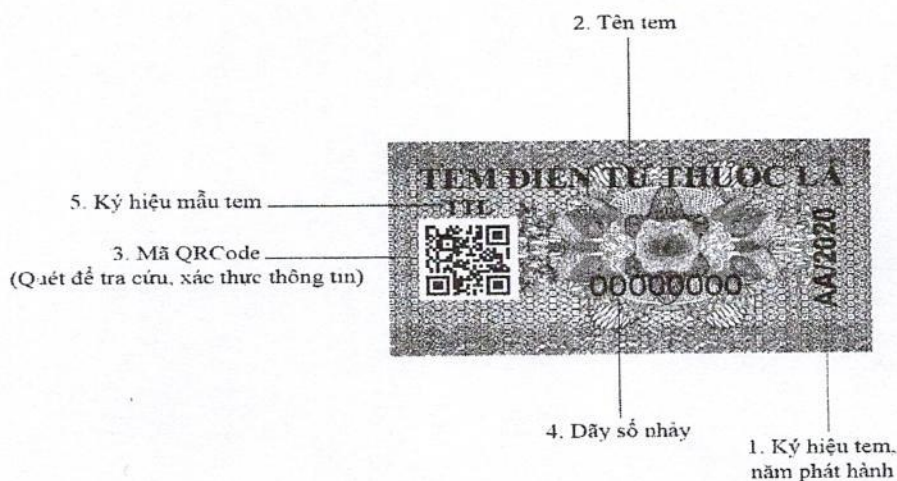 2. Tên tem
TEM ĐIỆN TỬ THUỐC LÁ
5. Ký hiệu mẫu tem
TTL
3. Mã QRCode
(Quét để tra cứu, xác thực thông tin)
AA/2020
00000000
4. Dãy số nhảy
1. Ký hiệu tem,
năm phát hành